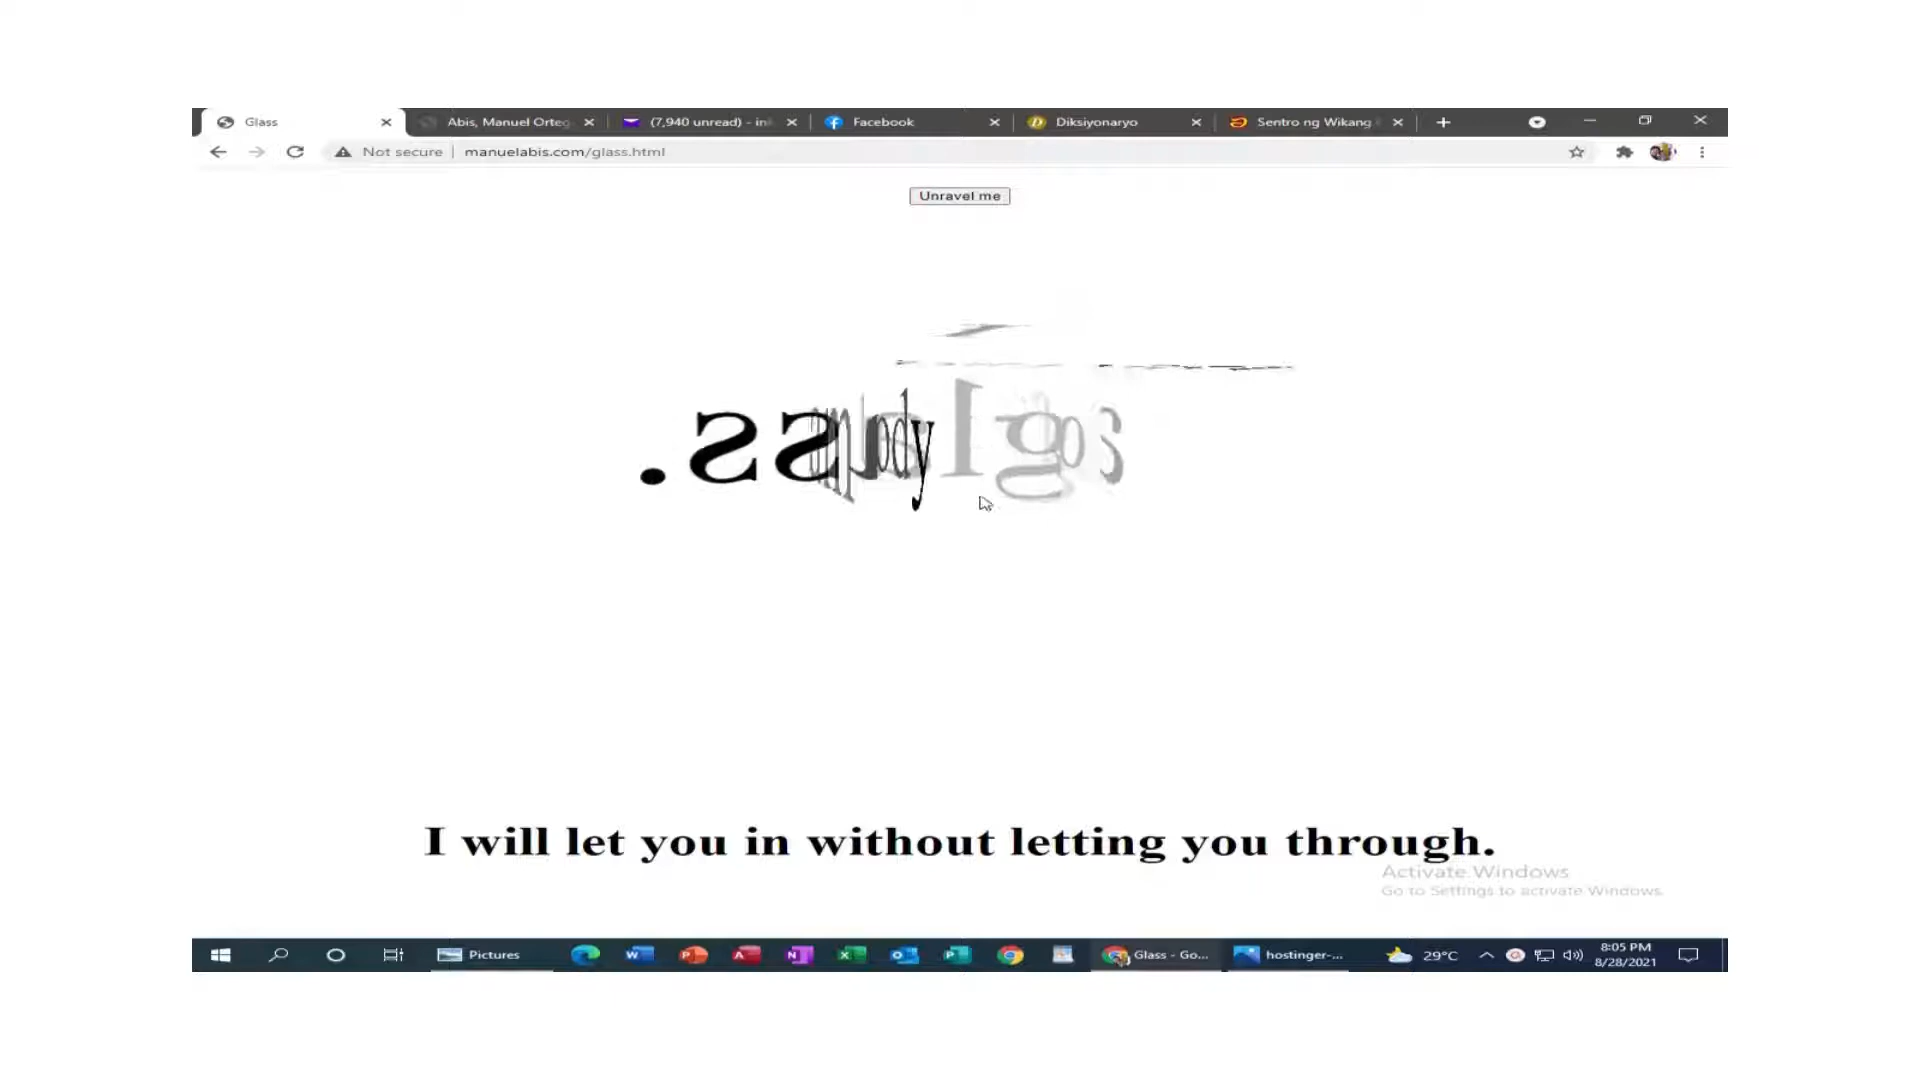 Glass
Abis, Manuel Orteg
(7,940 unread) - in
Facebook
Diksiyonaryo
Sentro ng Wikang
Not secure | manuelabis.com/glass.html
Unravel me
I will let you in without letting you through.
Activate Windows
Go to Settings to activate Windows.
Pictures
Glass - Go...
hostinger-...
29°C
8:05 PM
8/28/2021